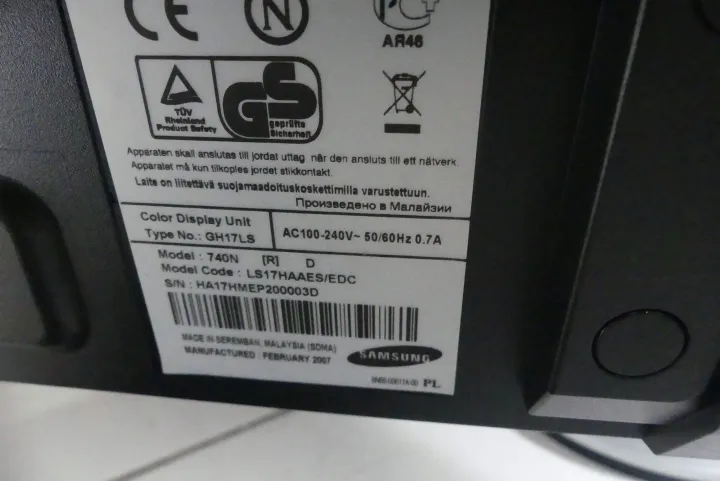 CE
N
АЯ46
TÜV
Rheinland
Product Safety
GS
geprüfte
Sicherheit
Apparaten skall anslutas till jordat uttag när den ansluts till ett nätverk.
Apparatet må kun tilkoples jordet stikkontakt.
Laite on liitettävä suojamaadoituskoskettimilla varustettuun.
Произведено в Малайзии
Color Display Unit
Type No.: GH17LS
AC100-240V~ 50/60Hz 0.7A
Model : 740N [R] D
Model Code : LS17HAAES/EDC
S/N : HA17HMEP200003D
MADE IN SEREMBAN, MALAYSIA (SDMA)
MANUFACTURED : FEBRUARY 2007
SAMSUNG
PL